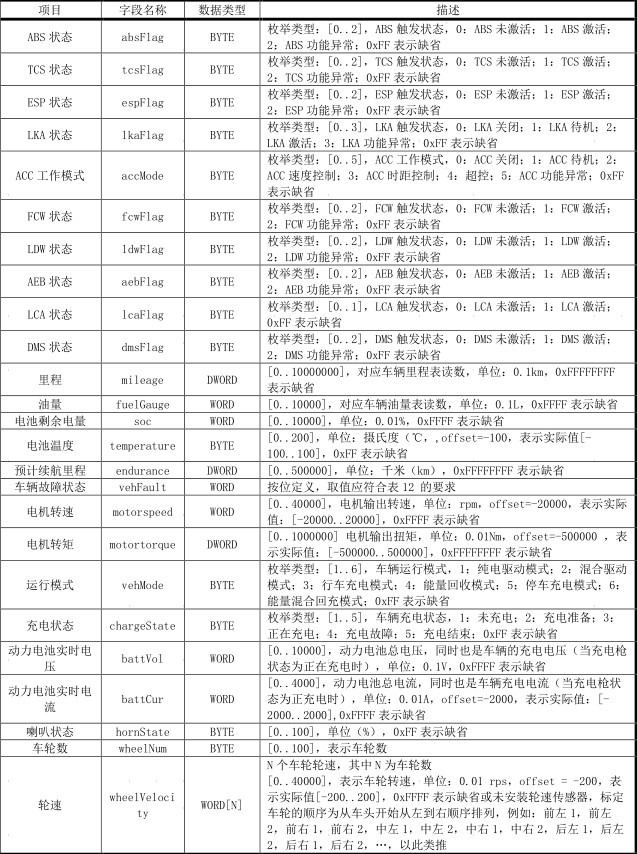 项目 字段名称 数据类型 描述
ABS 状态 absFlag BYTE 枚举类型：[0..2]，ABS 触发状态，0：ABS 未激活；1：ABS 激活；
2：ABS 功能异常；0xFF 表示缺省
TCS 状态 tcsFlag BYTE 枚举类型：[0..2]，TCS 触发状态，0：TCS 未激活；1：TCS 激活；
2：TCS 功能异常；0xFF 表示缺省
ESP 状态 espFlag BYTE 枚举类型：[0..2]，ESP 触发状态，0：ESP 未激活；1：ESP 激活；
2：ESP 功能异常；0xFF 表示缺省
LKA 状态 lkaFlag BYTE 枚举类型：[0..3]，LKA 触发状态，0：LKA 关闭；1：LKA 待机；2：
LKA 激活；3：LKA 功能异常；0xFF 表示缺省
ACC 工作模式 accMode BYTE 枚举类型：[0..5]，ACC 工作模式，0：ACC 关闭；1：ACC 待机；2：
ACC 速度控制；3：ACC 时距控制；4：超控；5：ACC 功能异常；0xFF
表示缺省
FCW 状态 fcwFlag BYTE 枚举类型：[0..2]，FCW 触发状态，0：FCW 未激活；1：FCW 激活；
2：FCW 功能异常；0xFF 表示缺省
LDW 状态 ldwFlag BYTE 枚举类型：[0..2]，LDW 触发状态，0：LDW 未激活；1：LDW 激活；
2：LDW 功能异常；0xFF 表示缺省
AEB 状态 aebFlag BYTE 枚举类型：[0..2]，AEB 触发状态，0：AEB 未激活；1：AEB 激活；
2：AEB 功能异常；0xFF 表示缺省
LCA 状态 lcaFlag BYTE 枚举类型：[0..1]，LCA 触发状态，0：LCA 未激活；1：LCA 激活；
0xFF 表示缺省
DMS 状态 dmsFlag BYTE 枚举类型：[0..2]，DMS 触发状态，0：DMS 未激活；1：DMS 激活；
2：DMS 功能异常；0xFF 表示缺省
里程 mileage DWORD [0..10000000]，对应车辆里程表读数，单位：0.1km，0xFFFFFFFF
表示缺省
油量 fuelGauge WORD [0..10000]，对应车辆油量表读数，单位：0.1L，0xFFFF 表示缺省
电池剩余电量 soc WORD [0..10000]，单位：0.01%，0xFFFF 表示缺省
电池温度 temperature BYTE [0..200]，单位：摄氏度（℃，,offset=-100，表示实际值[-
100..100]，0xFF 表示缺省
预计续航里程 endurance DWORD [0..500000]，单位：千米（km），0xFFFFFFFF 表示缺省
车辆故障状态 vehFault WORD 按位定义，取值应符合表 12 的要求
电机转速 motorspeed WORD [0..40000]，电机输出转速，单位：rpm，offset=-20000，表示实际
值：[-20000..20000]，0xFFFF 表示缺省
电机转矩 motortorque DWORD [0..1000000] 电机输出扭矩，单位：0.01Nm，offset=-500000 ，表
示实际值：[-500000..500000]，0xFFFFFFFF 表示缺省
运行模式 vehMode BYTE 枚举类型：[1..6]，车辆运行模式，1：纯电驱动模式；2：混合驱动
模式；3：行车充电模式；4：能量回收模式；5：停车充电模式；6：
能量混合回充模式；0xFF 表示缺省
充电状态 chargeState BYTE 枚举类型：[1..5]，车辆充电状态，1：未充电；2：充电准备；3：
正在充电；4：充电故障；5：充电结束；0xFF 表示缺省
动力电池实时电
压 battVol WORD [0..10000]，动力电池总电压，同时也是车辆的充电电压（当充电枪
状态为正在充电时），单位：0.1V，0xFFFF 表示缺省
动力电池实时电
流 battCur WORD [0..4000]，动力电池总电流，同时也是车辆充电电流（当充电枪状
态为正充电时），单位：0.01A，offset=-2000，表示实际值：[-
2000..2000],0xFFFF 表示缺省
喇叭状态 hornState BYTE [0..100]，单位（%），0xFF 表示缺省
车轮数 wheelNum BYTE [0..100]，表示车轮数
轮速 wheelVeloci
ty WORD[N] N 个车轮轮速，其中 N 为车轮数
[0..40000]，表示车轮转速，单位：0.01 rps，offset = -200，表
示实际值[-200..200]，0xFFFF 表示缺省或未安装轮速传感器，标定
车轮的顺序为从车头开始从左到右顺序排列，例如：前左 1，前左
2，前右 1，前右 2，中左 1，中左 2，中右 1，中右 2，后左 1，后左
2，后右 1，后右 2，…，以此类推